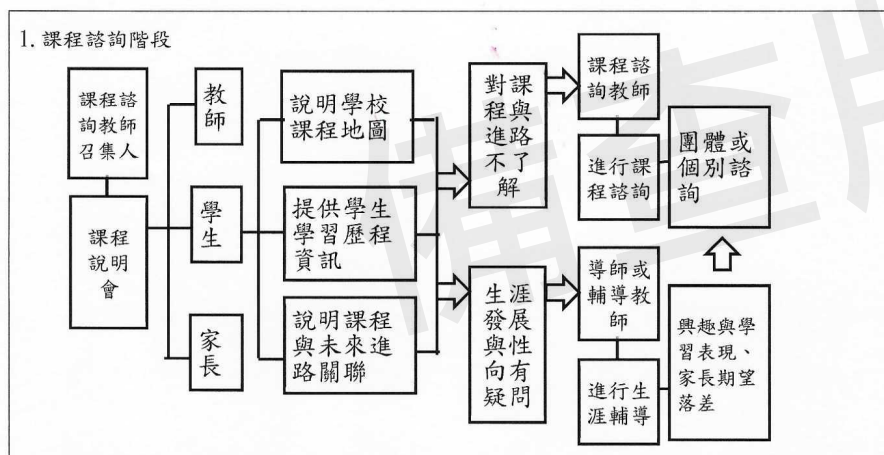 1. 課程諮詢階段
課程諮
詢教師
召集人
課程
說明
會
教
師
學
生
家
長
說明學校
課程地圖
提供學生
學習歷程
資訊
說明課程
與未來進
路關聯
對課
程與
進路
不了
解
生涯
發展
與性
向有
疑問
課程諮
詢教師
進行課
程諮詢
團體或
個別諮
詢
導師或
輔導教
師
進行生
涯輔導
興趣與學
習表現、
家長期望
落差
備查版